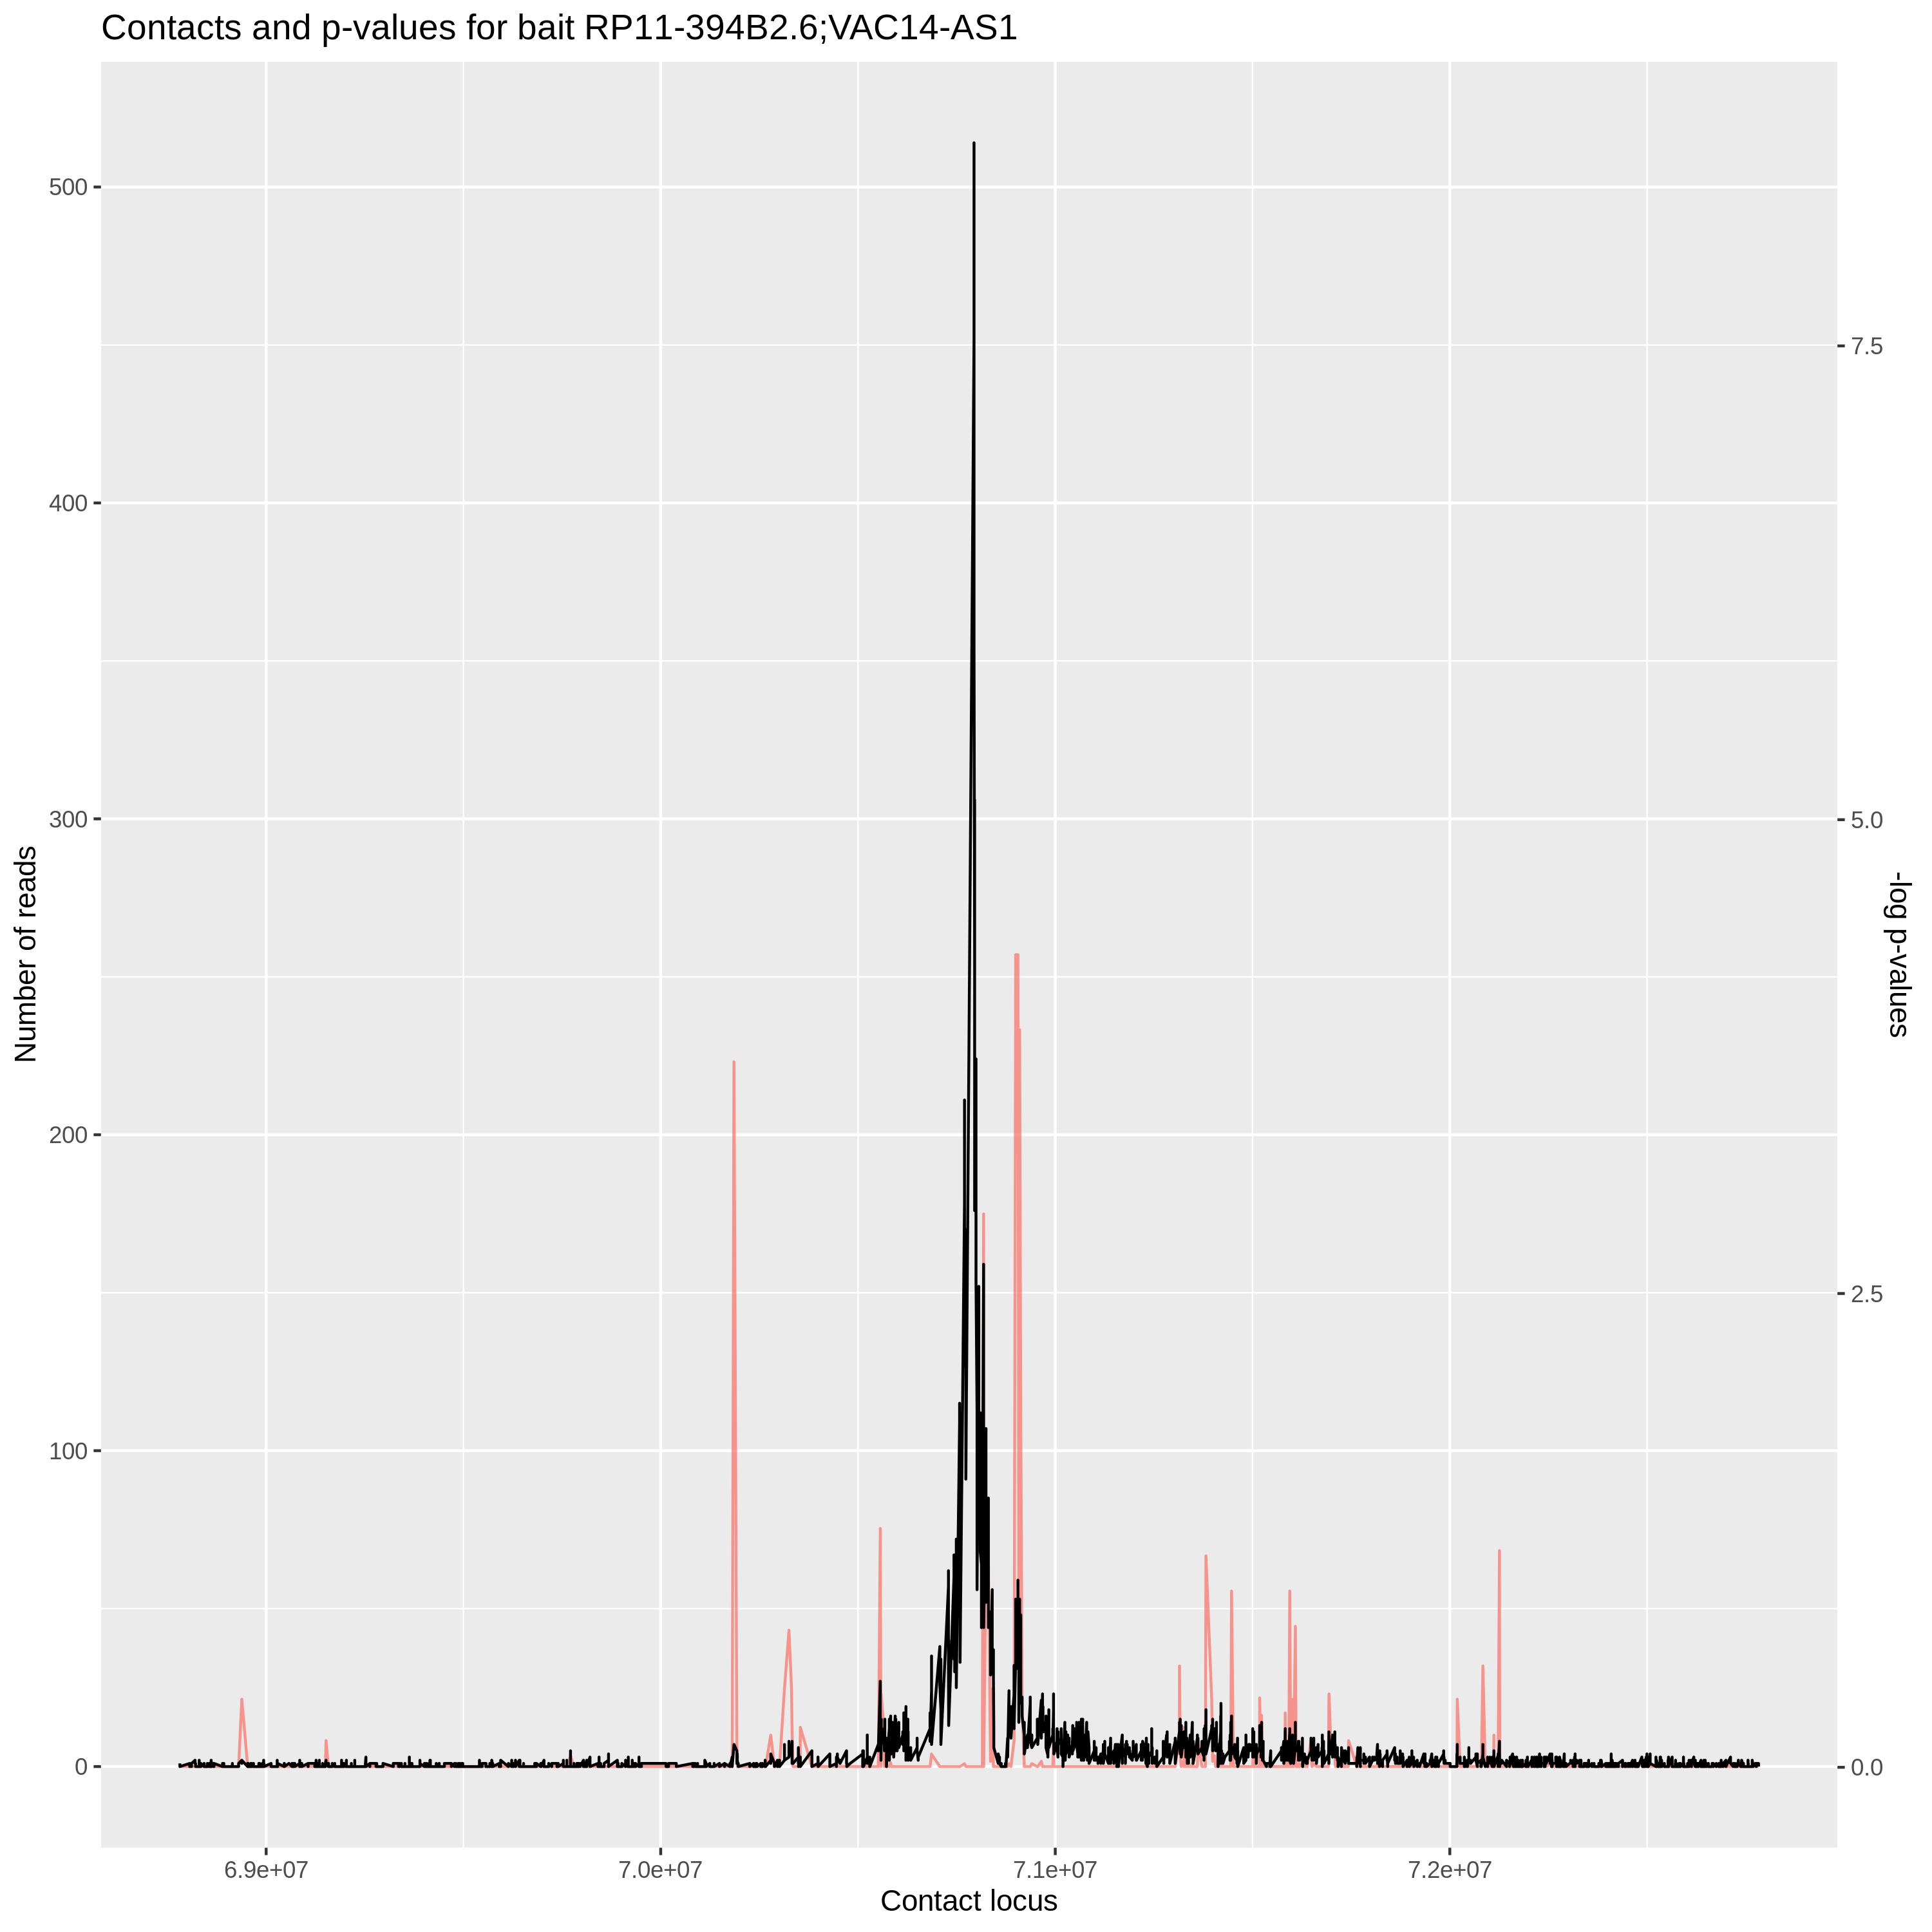 Contacts and p-values for bait RP11-394B2.6;VAC14-AS1
500
400
300
200
100
0
Number of reads
7.5
5.0
2.5
0.0
-log p-values
6.9e+07 7.0e+07 7.1e+07 7.2e+07
Contact locus